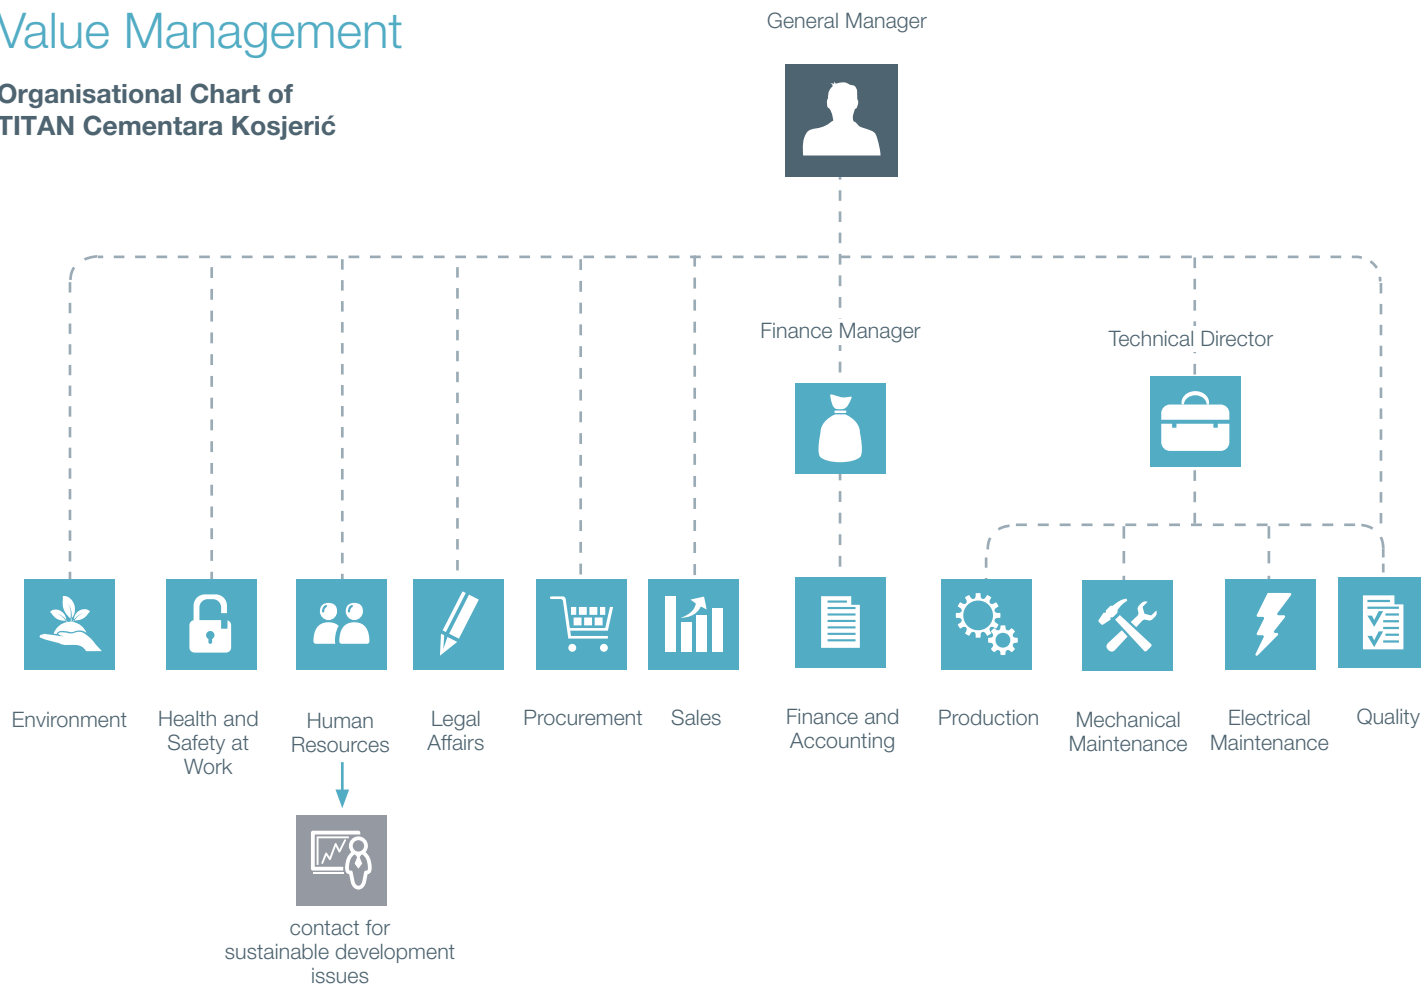 Value Management
Organisational Chart of
TITAN Cementara Kosjerić
General Manager
Finance Manager
Technical Director
Environment
Health and
Safety at
Work
Human
Resources
Legal
Affairs
Procurement
Sales
Finance and
Accounting
Production
Mechanical
Maintenance
Electrical
Maintenance
Quality
contact for
sustainable development
issues